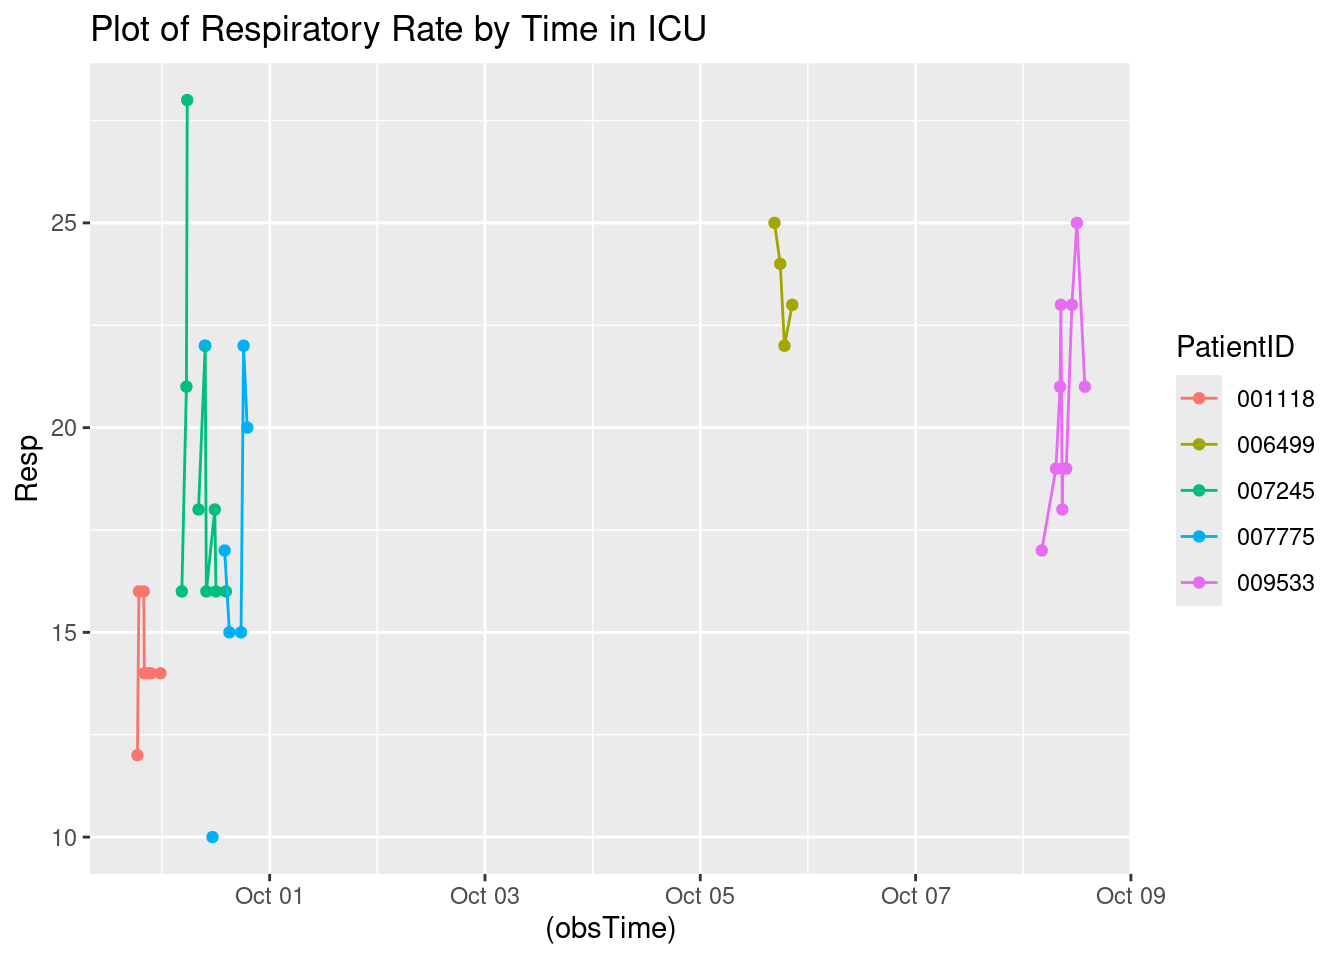 Plot of Respiratory Rate by Time in ICU
25
20
15
10
Resp
Oct 01
Oct 03
Oct 05
Oct 07
Oct 09
(obsTime)
PatientID
001118
006499
007245
007775
009533